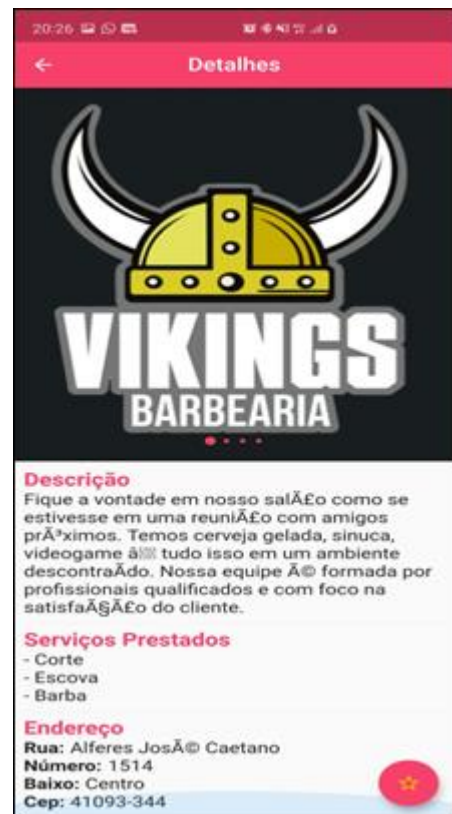 20:26
Detalhes
VIKINGS
BARBEARIA
Descrição
Fique a vontade em nosso salÃ£o como se
estivesse em uma reuniÃ£o com amigos
prÃ³ximos. Temos cerveja gelada, sinuca,
videogame â tudo isso em um ambiente
descontraÃdo. Nossa equipe Ã© formada por
profissionais qualificados e com foco na
satisfaÃ§Ã£o do cliente.
Serviços Prestados
- Corte
- Escova
- Barba
Endereço
Rua: Alferes JosÃ© Caetano
Número: 1514
Baixo: Centro
Cep: 41093-344